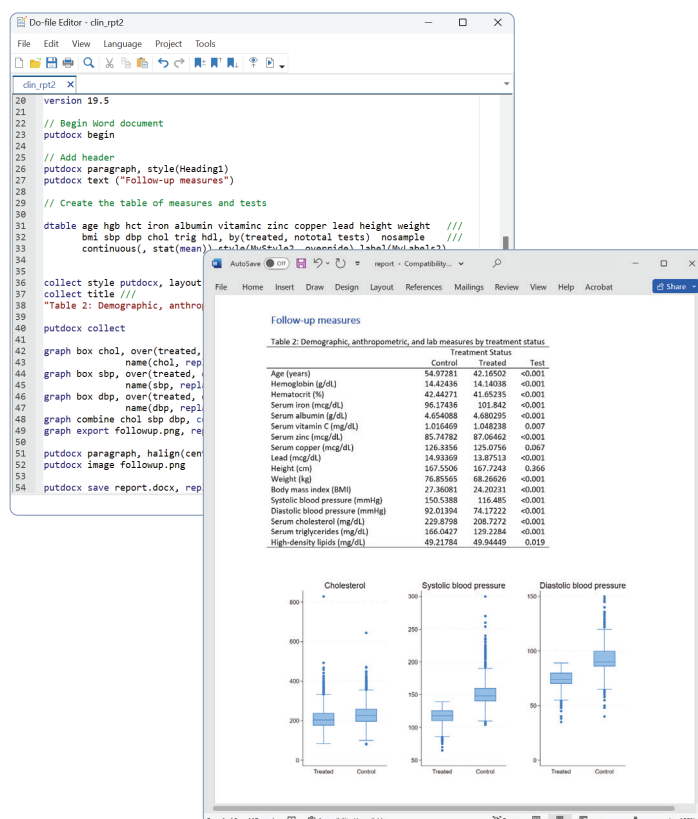 Do-file Editor - clin_rpt2
File Edit View Language Project Tools
clin_rpt2
20 version 19.5
21
22 // Begin Word document
23 putdocx begin
24
25 // Add header
26 putdocx paragraph, style(Heading1)
27 putdocx text ("Follow-up measures")
28
29 // Create the table of measures and tests
30
31 dtable age hgb hct iron albumin vitaminc zinc copper lead height weight ///
32 bmi sbp dbp chol trig hdl, by(treated, nototal tests) nosample ///
33 continuous(, stat(mean)) style(MyStyle2, override) label(MyLabels2)
34
35
36 collect style putdocx, layout
37 collect title ///
38 "Table 2: Demographic, anthrop
39
40 putdocx collect
41
42 graph box chol, over(treated,
43 name(chol, repl
44 graph box sbp, over(treated,
45 name(sbp, repla
46 graph box dbp, over(treated,
47 name(dbp, repla
48 graph combine chol sbp dbp, co
49 graph export followup.png, rep
50
51 putdocx paragraph, halign(cen
52 putdocx image followup.png
53
54 putdocx save report.docx, repl
AutoSave Off report - Compatibility...
File Home Insert Draw Design Layout References Mailings Review View Help Acrobat Share
Follow-up measures
Table 2: Demographic, anthropometric, and lab measures by treatment status
Treatment Status
Control Treated Test
Age (years) 54.97281 42.16502 <0.001
Hemoglobin (g/dL) 14.42436 14.14038 <0.001
Hematocrit (%) 42.44271 41.65235 <0.001
Serum iron (mcg/dL) 96.17436 101.842 <0.001
Serum albumin (g/dL) 4.654088 4.680295 <0.001
Serum vitamin C (mg/dL) 1.016469 1.048238 0.007
Serum zinc (mcg/dL) 85.74782 87.06462 <0.001
Serum copper (mcg/dL) 126.3356 125.0756 0.067
Lead (mcg/dL) 14.93369 13.87513 <0.001
Height (cm) 167.5506 167.7243 0.366
Weight (kg) 76.85565 68.26626 <0.001
Body mass index (BMI) 27.36081 24.20231 <0.001
Systolic blood pressure (mmHg) 150.5388 116.485 <0.001
Diastolic blood pressure (mmHg) 92.01394 74.17222 <0.001
Serum cholesterol (mg/dL) 229.8798 208.7272 <0.001
Serum triglycerides (mg/dL) 166.0427 129.2284 <0.001
High-density lipids (mg/dL) 49.21784 49.94449 0.019
Cholesterol
800
600
400
200
0
Treated Control
Systolic blood pressure
300
250
200
150
100
50
Treated Control
Diastolic blood pressure
150
100
50
0
Treated Control